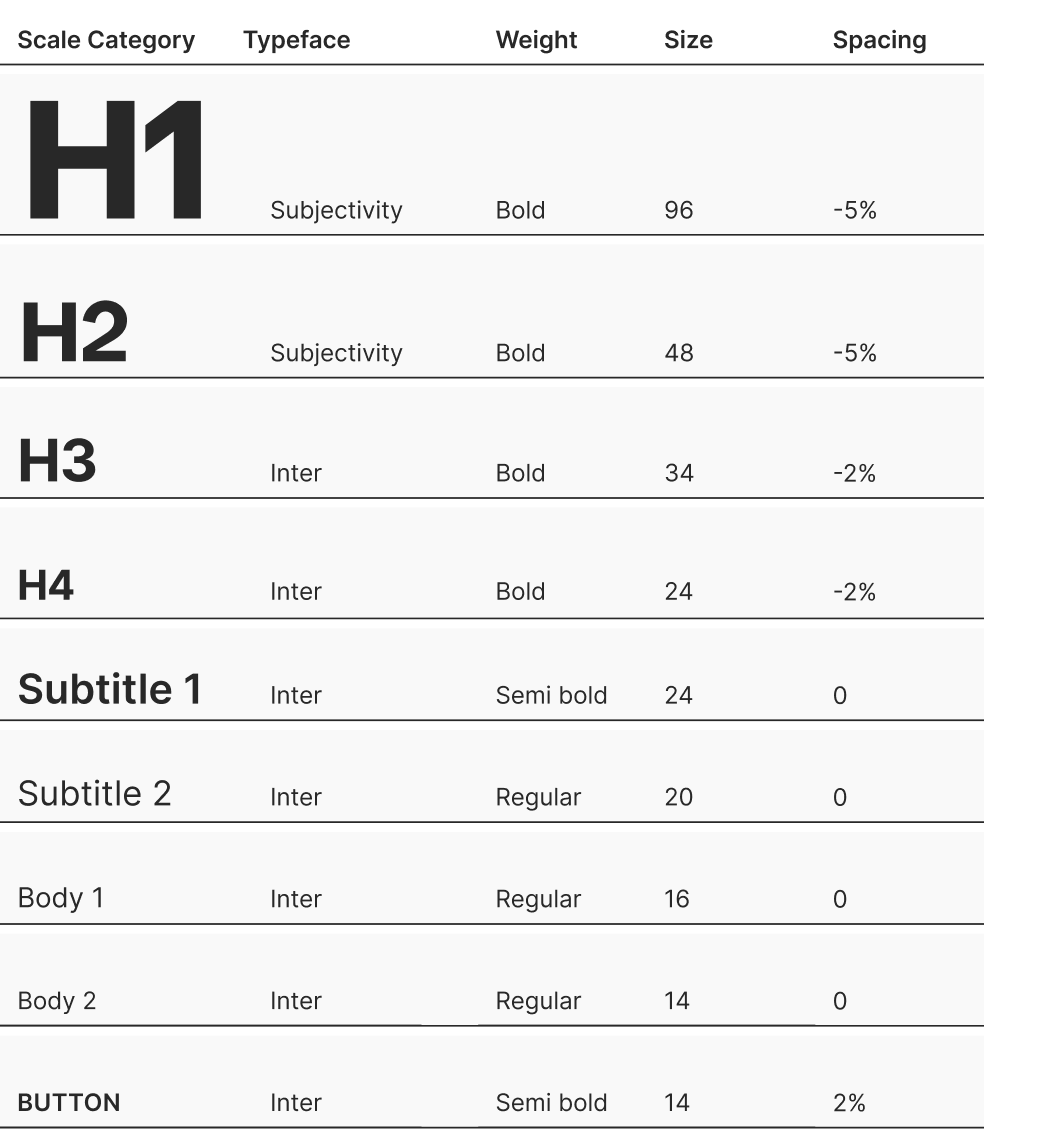 Scale Category Typeface Weight Size Spacing
H1 Subjectivity Bold 96 -5%
H2 Subjectivity Bold 48 -5%
H3 Inter Bold 34 -2%
H4 Inter Bold 24 -2%
Subtitle 1 Inter Semi bold 24 0
Subtitle 2 Inter Regular 20 0
Body 1 Inter Regular 16 0
Body 2 Inter Regular 14 0
BUTTON Inter Semi bold 14 2%